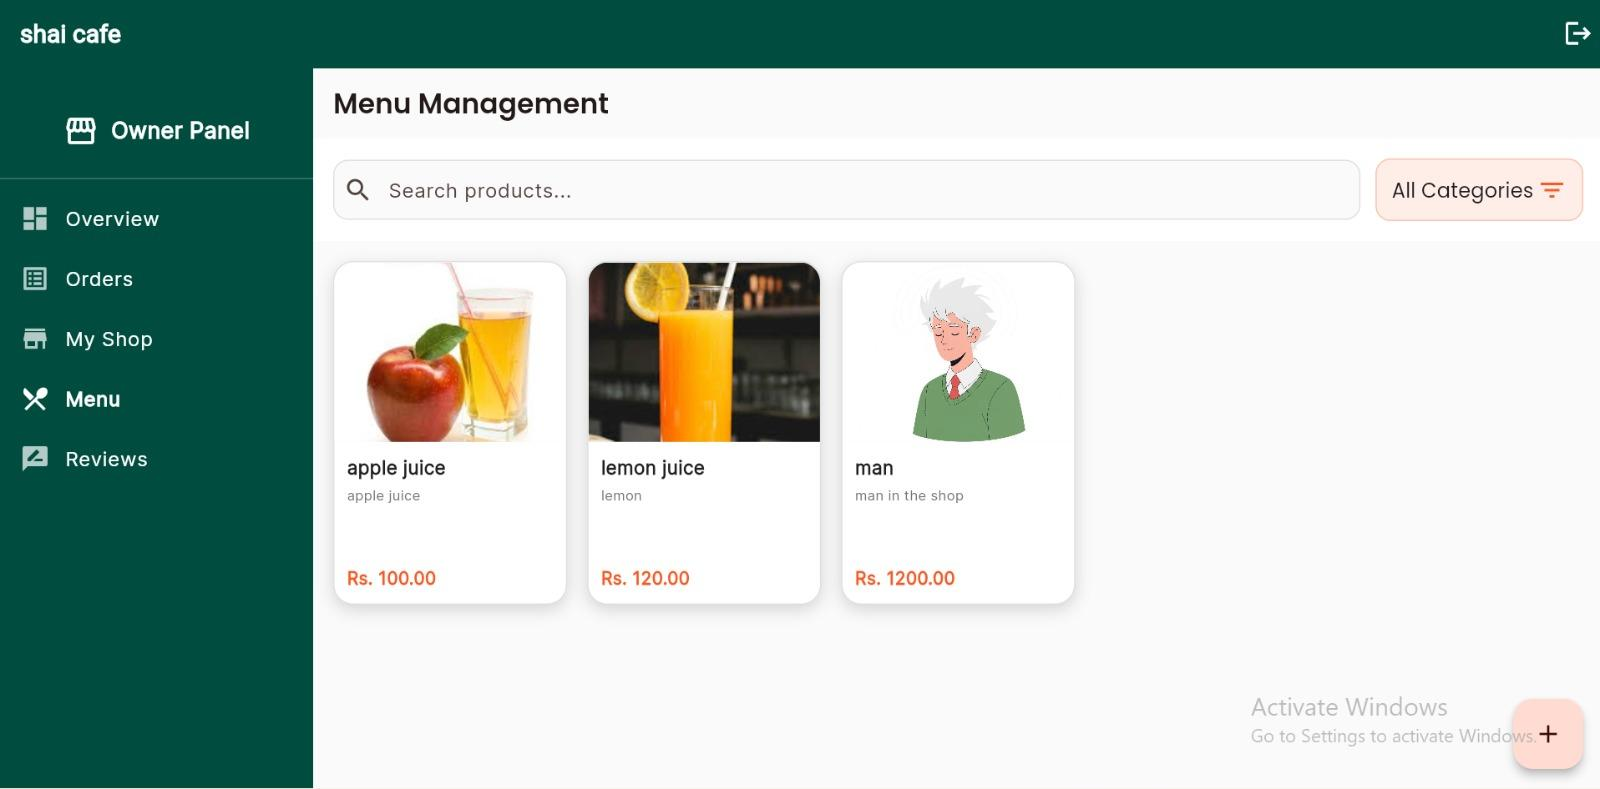 shai cafe
Owner Panel
Overview
Orders
My Shop
Menu
Reviews
Menu Management
Search products...
All Categories
apple juice
apple juice
Rs. 100.00
lemon juice
lemon
Rs. 120.00
man
man in the shop
Rs. 1200.00
Activate Windows
Go to Settings to activate Windows.